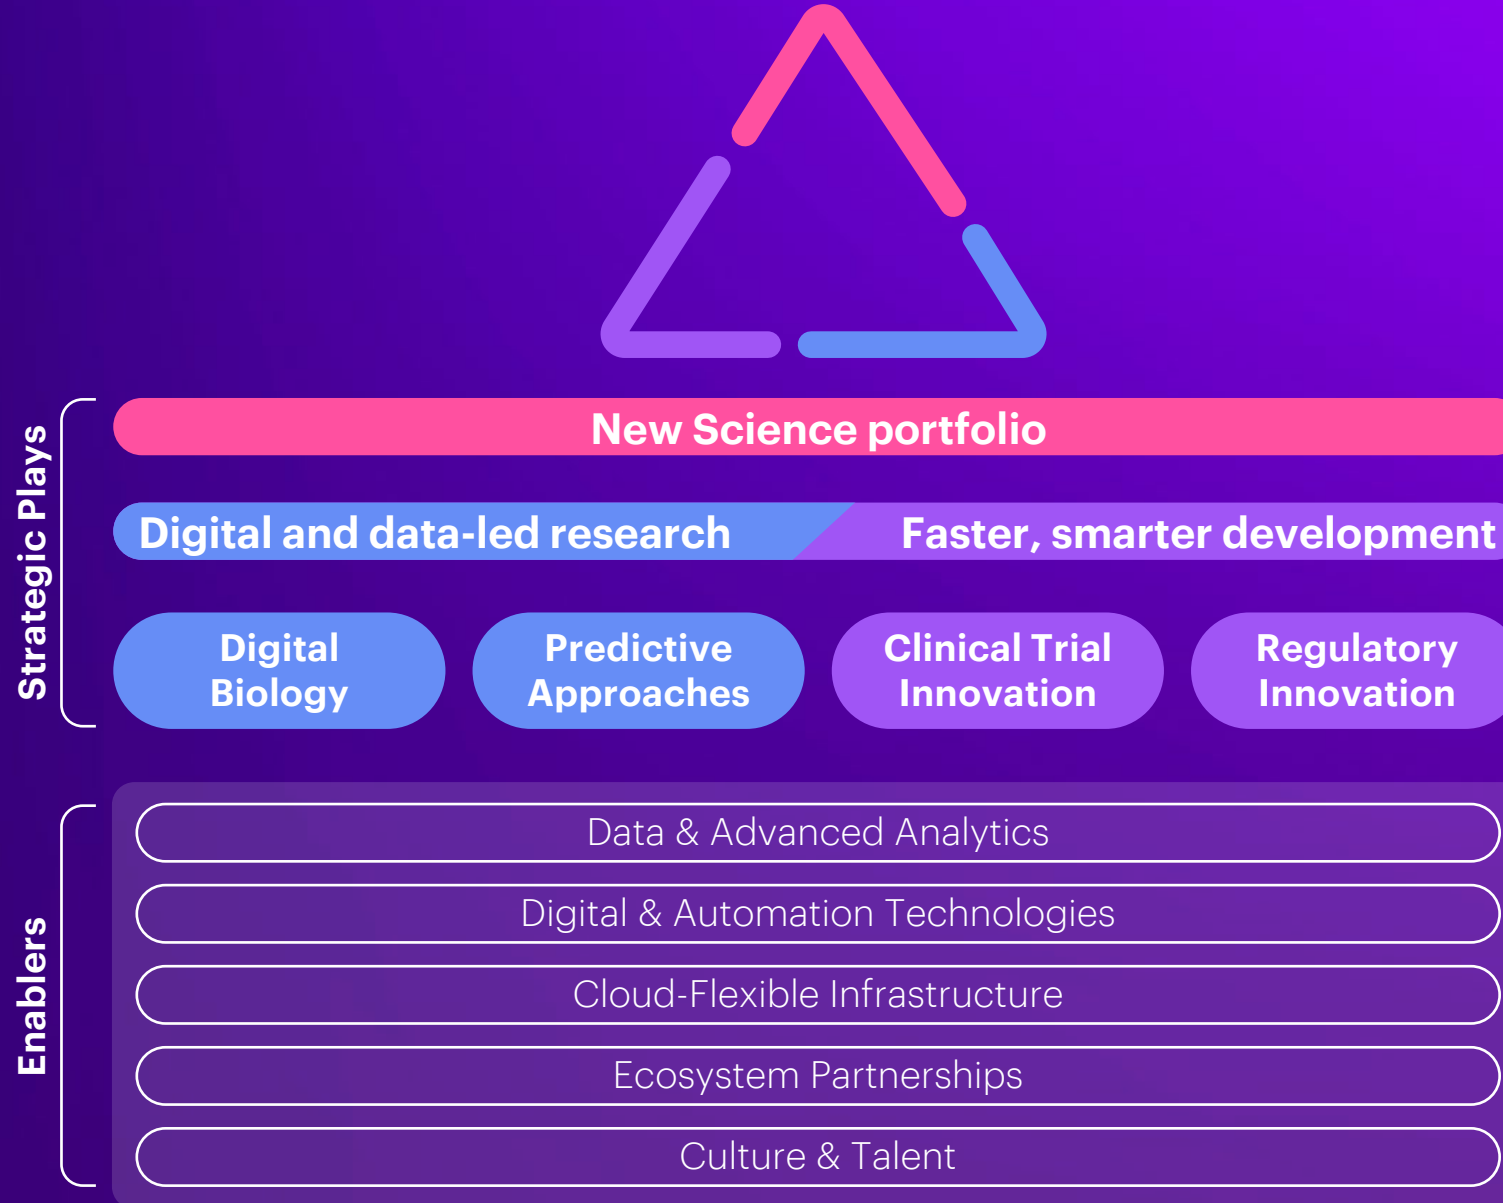 Strategic Plays
New Science portfolio
Digital and data-led research
Faster, smarter development
Digital
Biology
Predictive
Approaches
Clinical Trial
Innovation
Regulatory
Innovation
Enablers
Data & Advanced Analytics
Digital & Automation Technologies
Cloud-Flexible Infrastructure
Ecosystem Partnerships
Culture & Talent